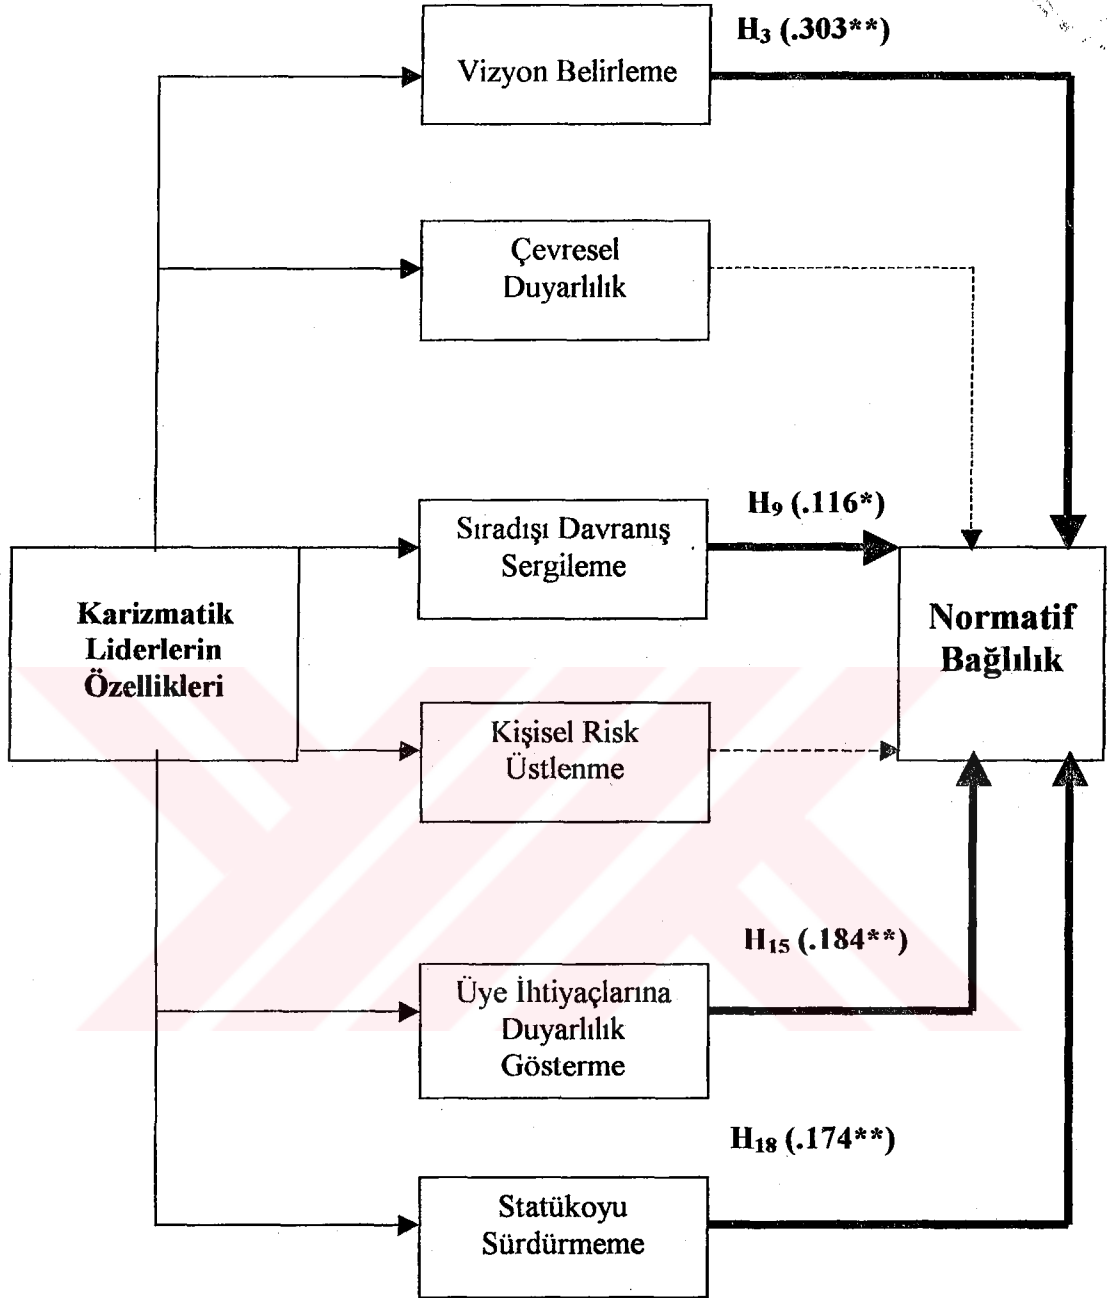 H₃ (.303**)
Vizyon Belirleme
Çevresel
Duyarlılık
H₉ (.116*)
Sıradışı Davranış
Sergileme
Karizmatik
Liderlerin
Özellikleri
Normatif
Bağlılık
Kişisel Risk
Üstlenme
H₁₅ (.184**)
Üye İhtiyaçlarına
Duyarlılık
Gösterme
H₁₈ (.174**)
Statükoyu
Sürdürmeme